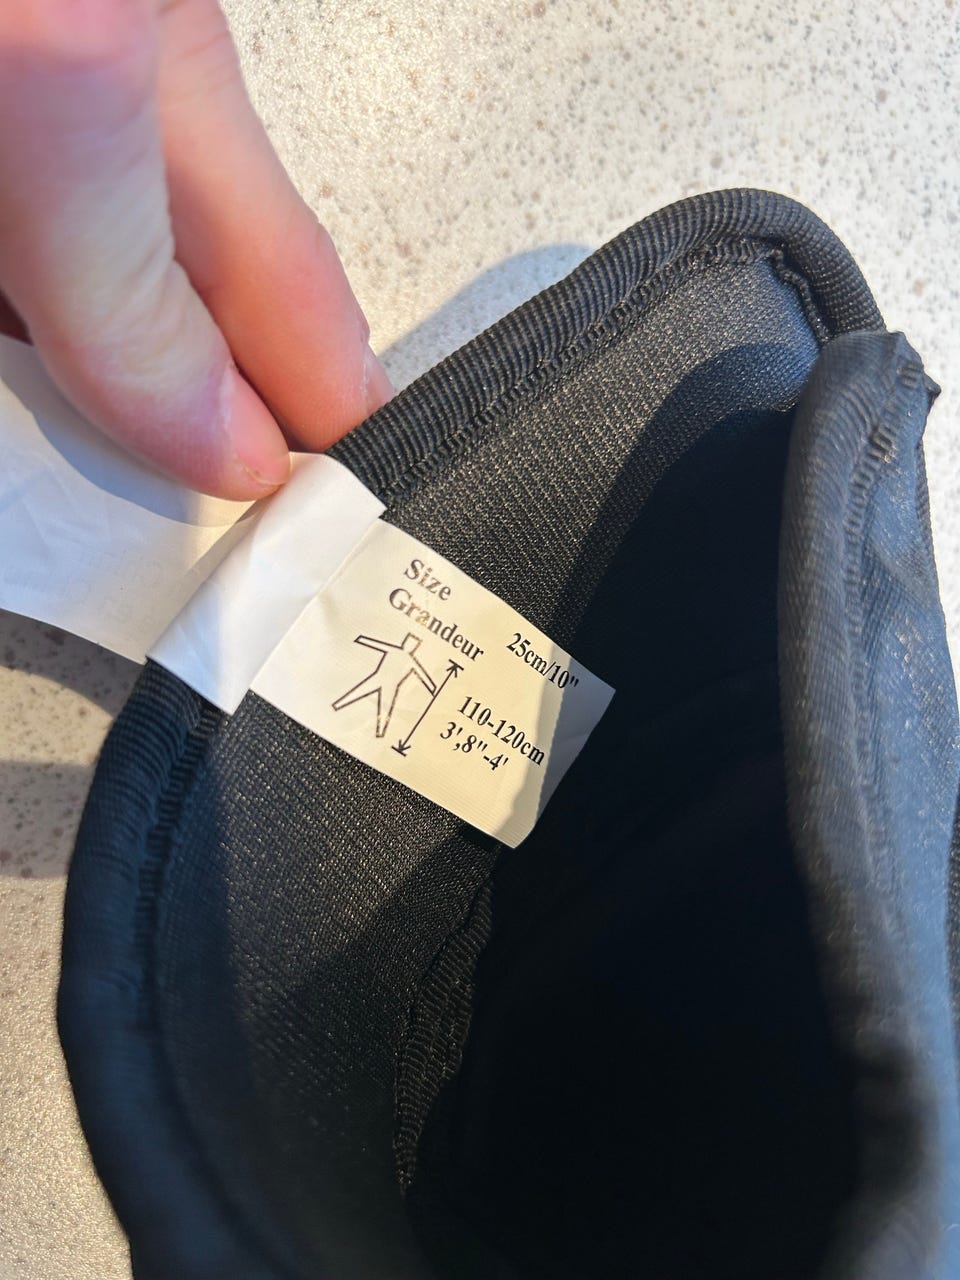 Size
Grandeur
25cm/10"
110-120cm
3',8"-4'